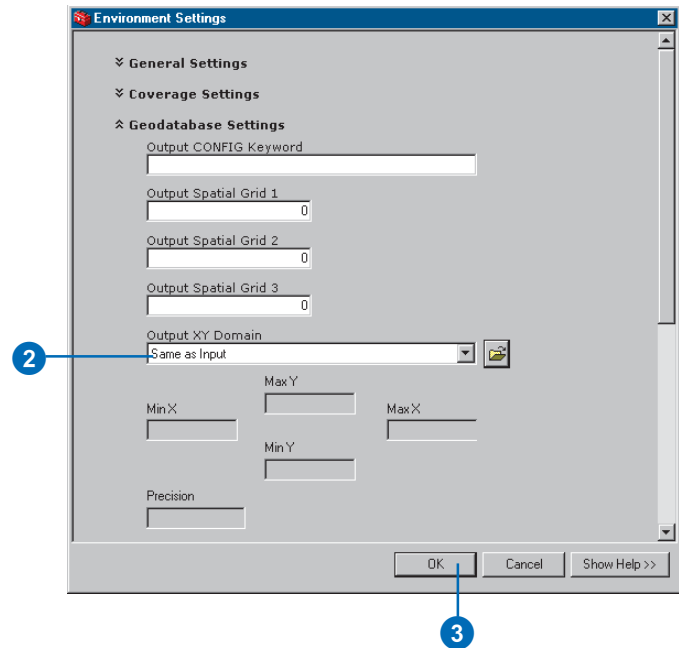 Environment Settings
General Settings
Coverage Settings
Geodatabase Settings
Output CONFIG Keyword
Output Spatial Grid 1
0
Output Spatial Grid 2
0
Output Spatial Grid 3
0
Output XY Domain
2
Same as Input
Max Y
Min X
Max X
Min Y
Precision
OK
Cancel
Show Help >>
3